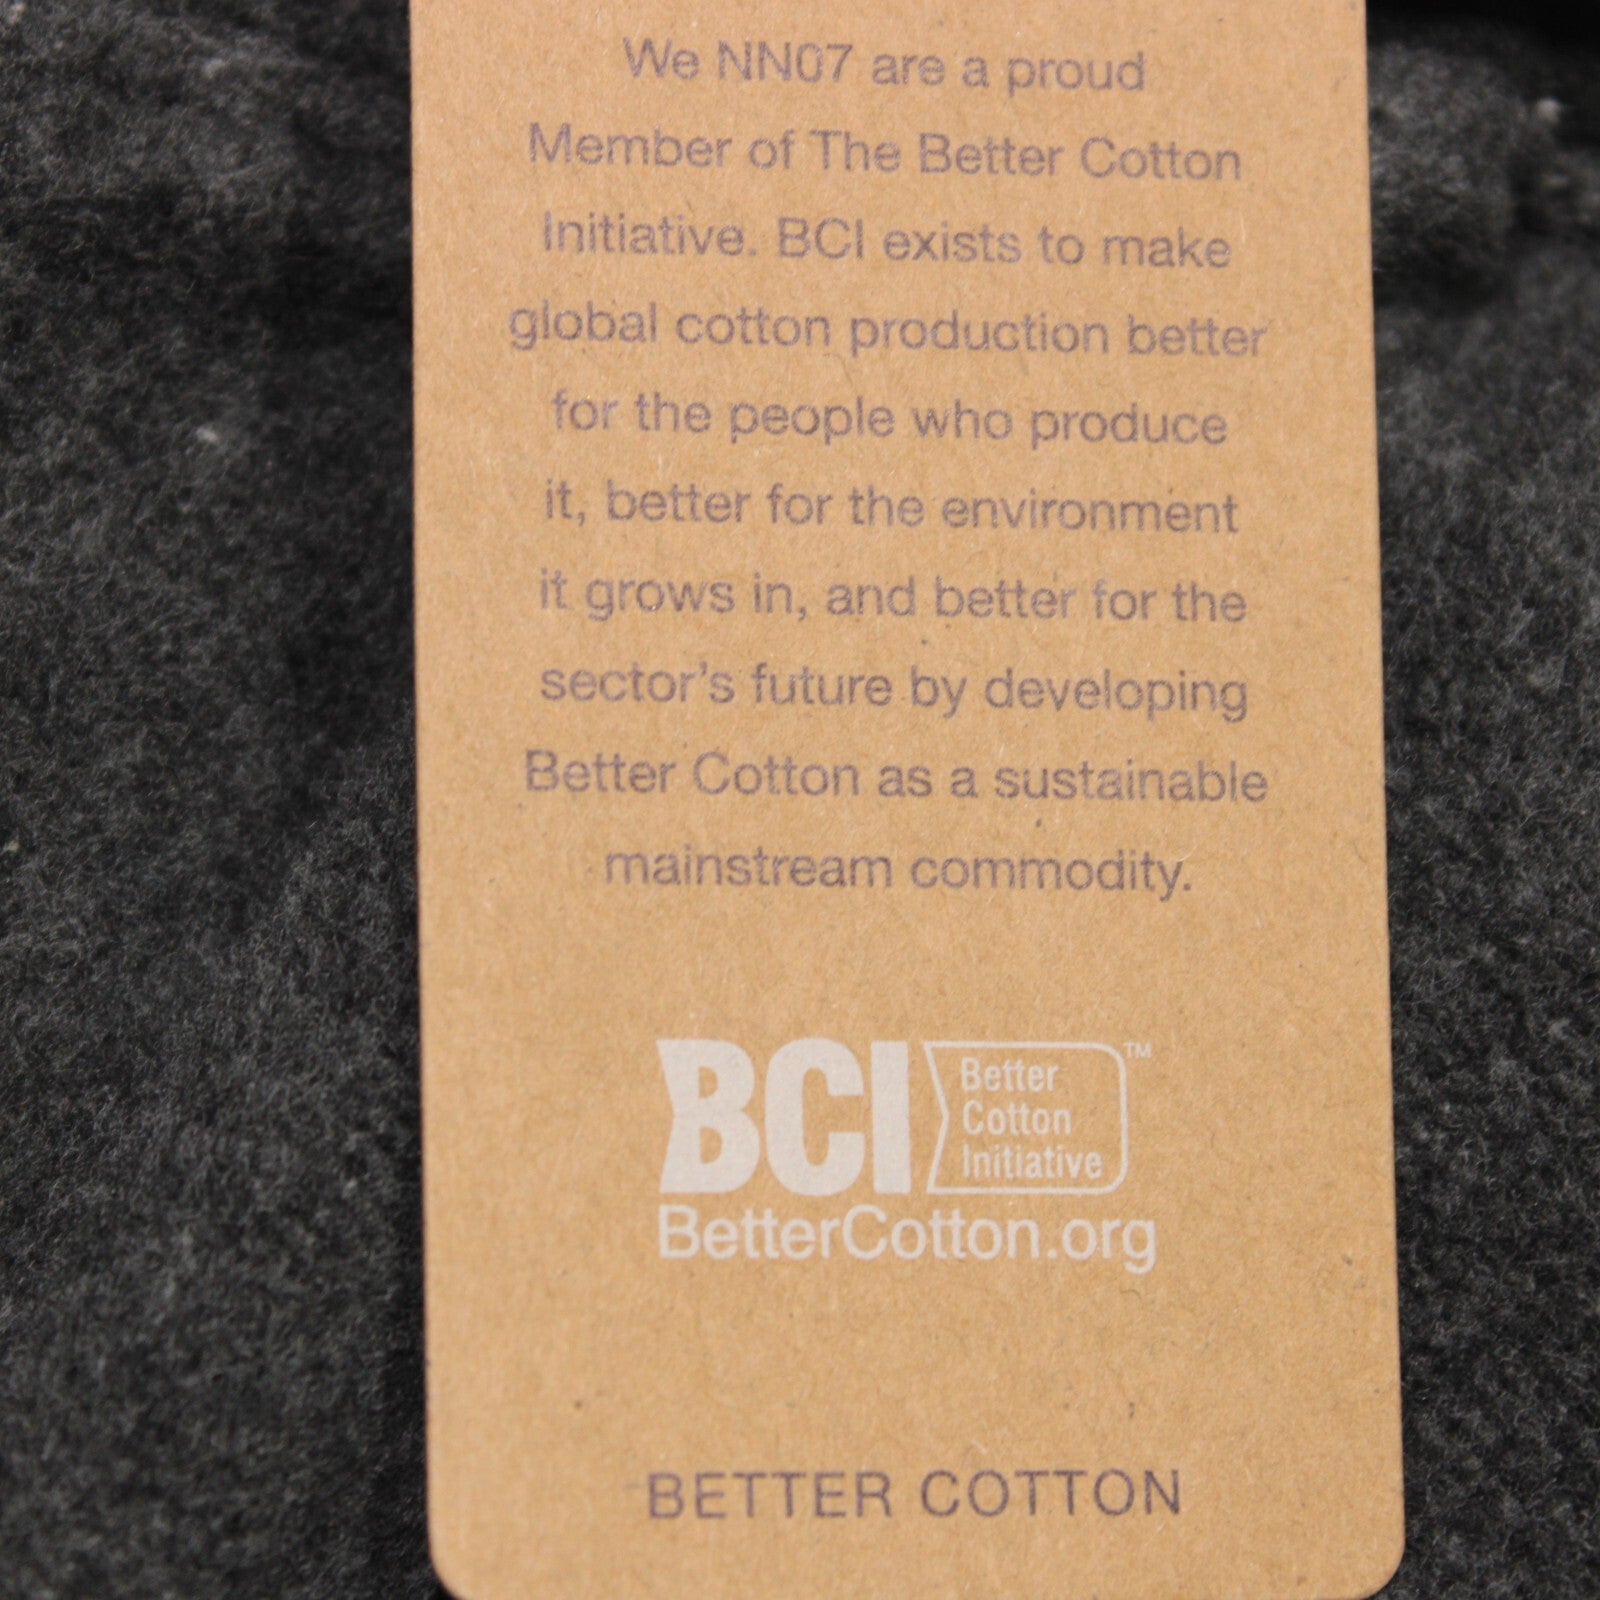 We NN07 are a proud
Member of The Better Cotton
Initiative. BCI exists to make
global cotton production better
for the people who produce
it, better for the environment
it grows in, and better for the
sector's future by developing
Better Cotton as a sustainable
mainstream commodity.
BCI
Better
Cotton
Initiative
™
BetterCotton.org
BETTER COTTON